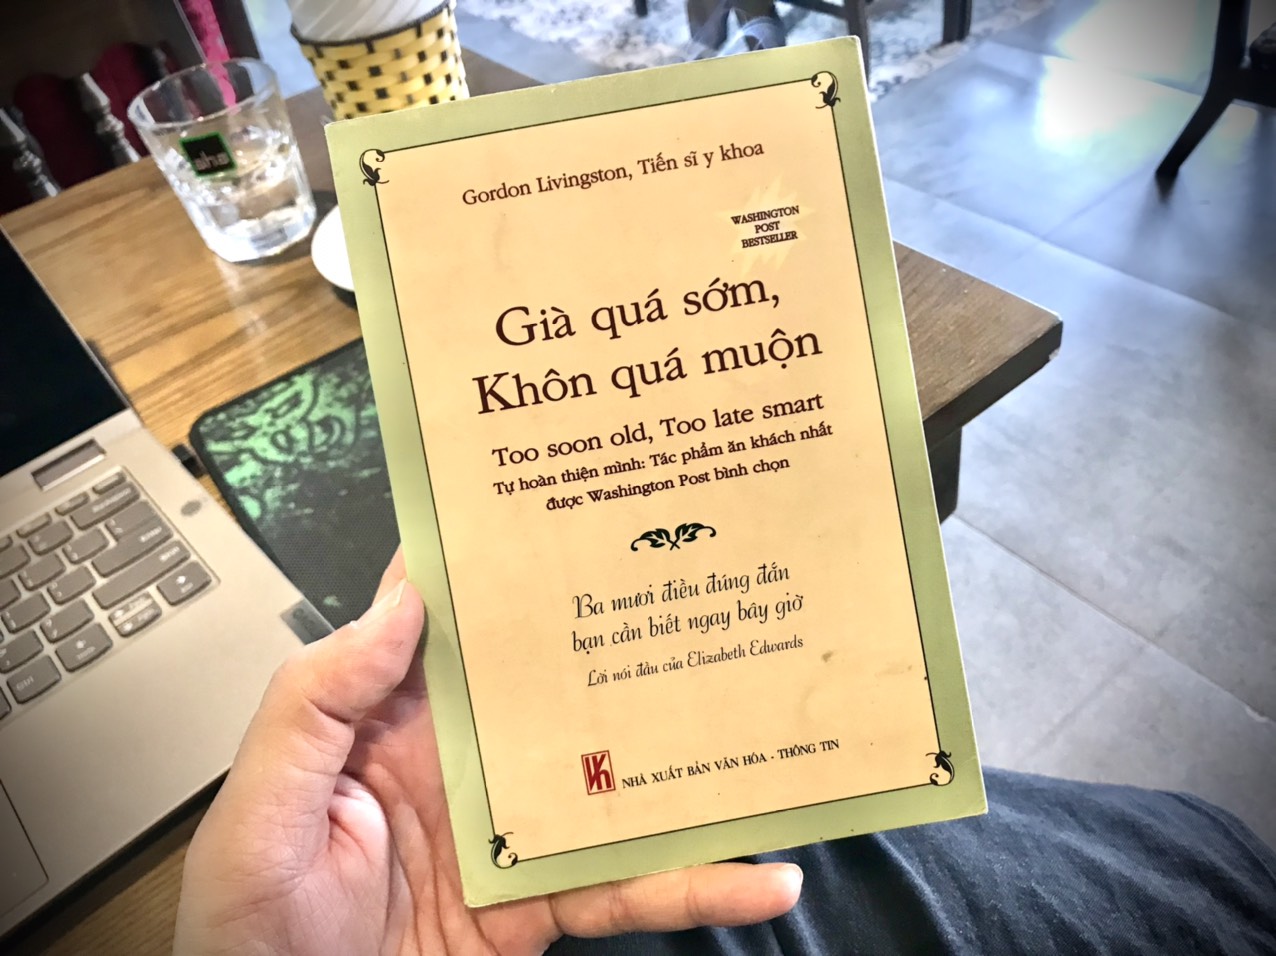 Gordon Livingston, Tiến sĩ y khoa
WASHINGTON
POST
BESTSELLER
Già quá sớm,
Khôn quá muộn
Too soon old, Too late smart
Tự hoàn thiện mình: Tác phẩm ăn khách nhất
được Washington Post bình chọn
Ba mươi điều đúng đắn
bạn cần biết ngay bây giờ
Lời nói đầu của Elizabeth Edwards
NHÀ XUẤT BẢN VĂN HÓA - THÔNG TIN
aha